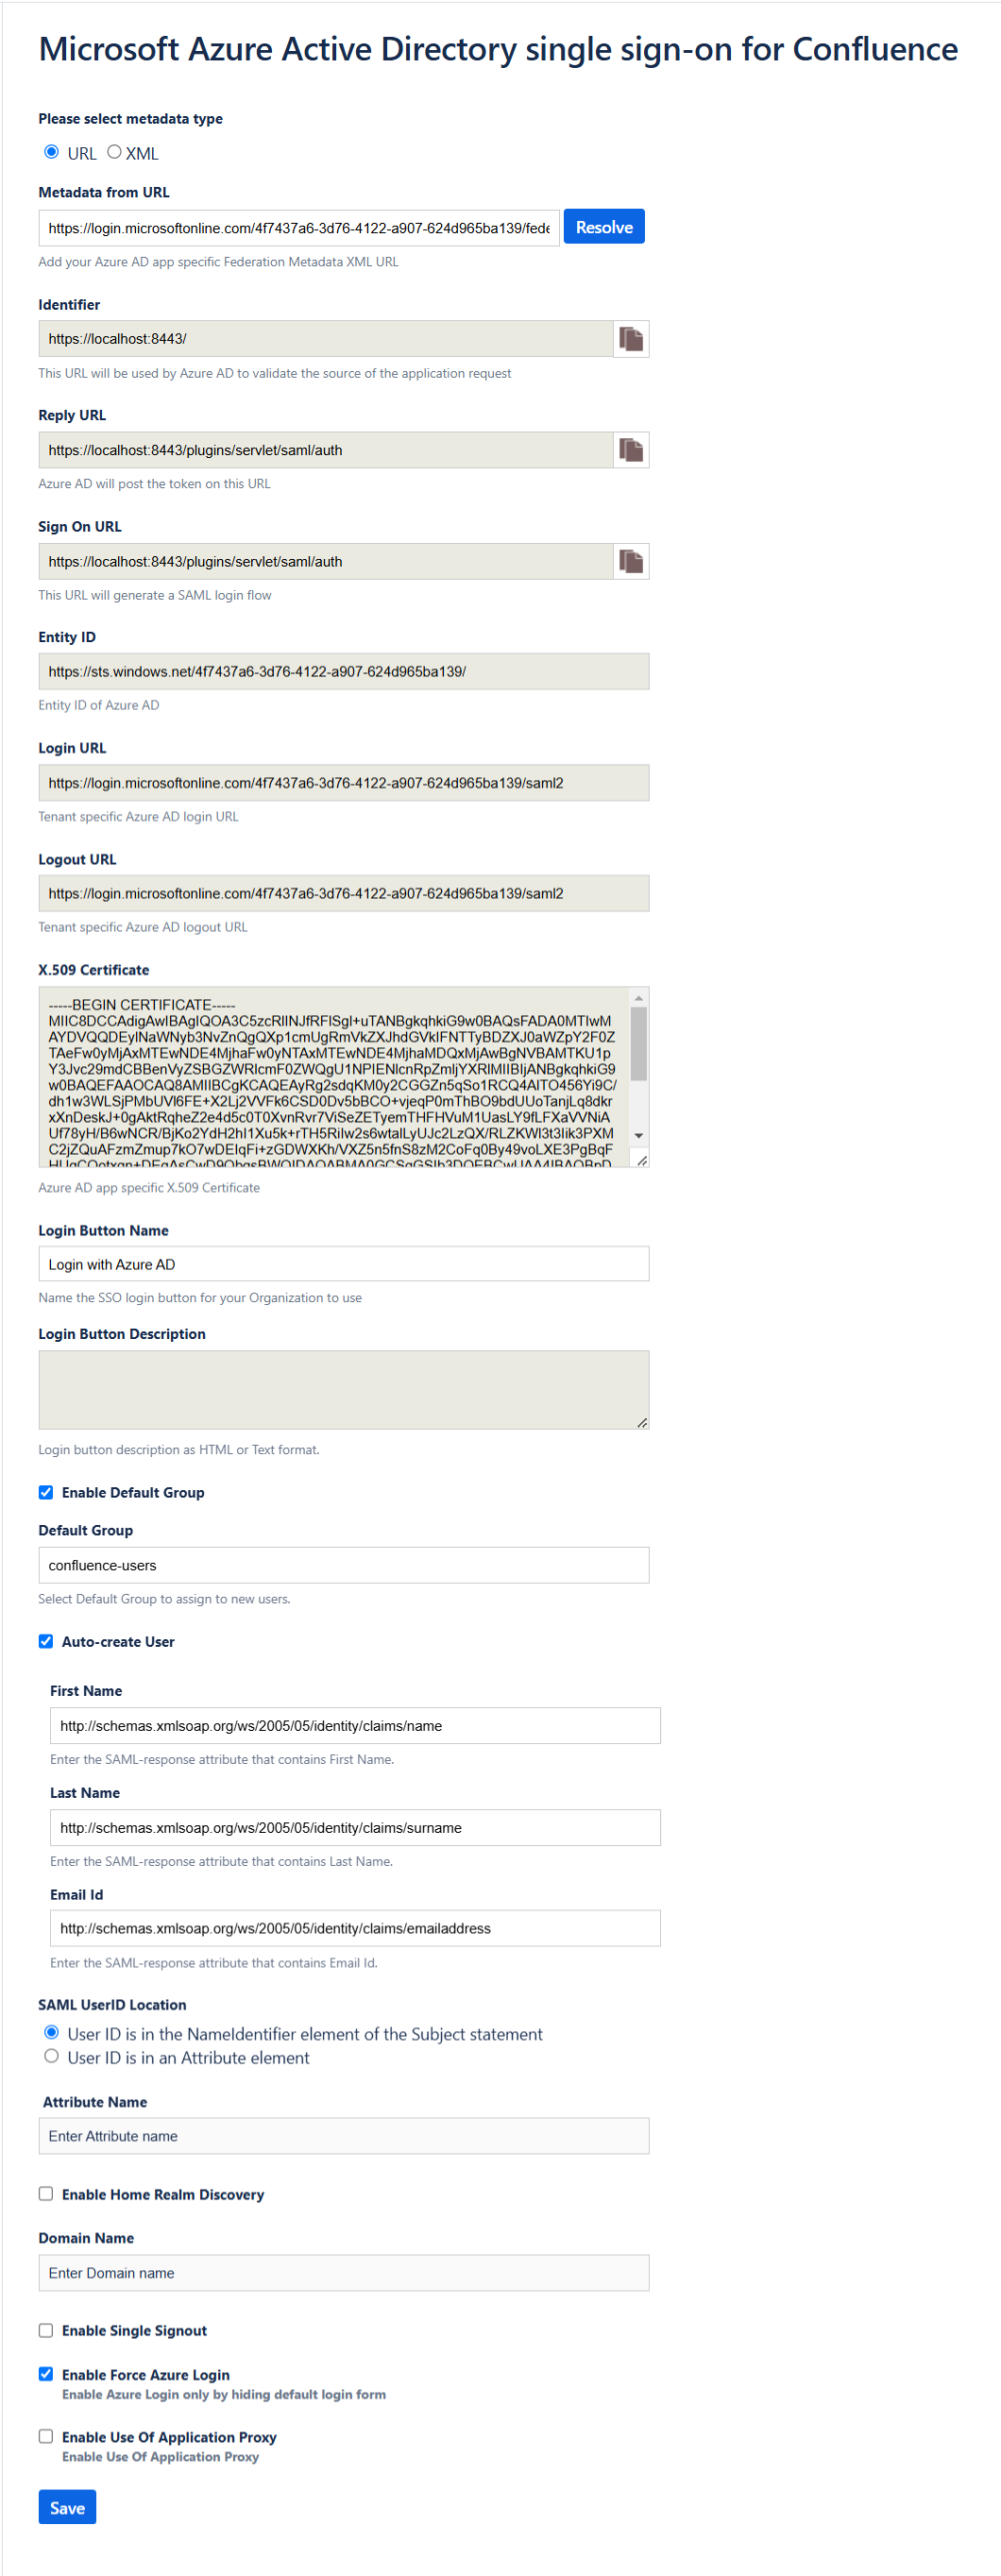 Microsoft Azure Active Directory single sign-on for Confluence
Please select metadata type
URL XML
Metadata from URL
https://login.microsoftonline.com/4f7437a6-3d76-4122-a907-624d965ba139/fede
Resolve
Add your Azure AD app specific Federation Metadata XML URL
Identifier
https://localhost:8443/
This URL will be used by Azure AD to validate the source of the application request
Reply URL
https://localhost:8443/plugins/servlet/saml/auth
Azure AD will post the token on this URL
Sign On URL
https://localhost:8443/plugins/servlet/saml/auth
This URL will generate a SAML login flow
Entity ID
https://sts.windows.net/4f7437a6-3d76-4122-a907-624d965ba139/
Entity ID of Azure AD
Login URL
https://login.microsoftonline.com/4f7437a6-3d76-4122-a907-624d965ba139/saml2
Tenant specific Azure AD login URL
Logout URL
https://login.microsoftonline.com/4f7437a6-3d76-4122-a907-624d965ba139/saml2
Tenant specific Azure AD logout URL
X.509 Certificate
-----BEGIN CERTIFICATE-----
MIIC8DCCAdigAwIBAgIQOA3C5zcRlINJfRFISgl+uTANBgkqhkiG9w0BAQsFADA0MTIwM
AYDVQQDEylNaWNyb3NvZnQgQXp1cmUgRmVkZXJhdGVkIFNTTyBDZXJ0aWZpY2F0Z
TAeFw0yMjAxMTEwNDE4MjhaFw0yNTAxMTEwNDE4MjhaMDQxMjAwBgNVBAMTKU1p
Y3Jvc29mdCBBenVyZSBGZWRlcmF0ZWQgU1NPIENlcnRpZmljYXRlMIIBIjANBgkqhkiG9
w0BAQEFAAOCAQ8AMIIBCgKCAQEAyRg2sdqKM0y2CGGZn5qSo1RCQ4AITO456Yi9C/
dh1w3WLSjPMbUVl6FE+X2Lj2VVFk6CSD0Dv5bBCO+vjeqP0mThBO9bdUUoTanjLq8dkr
xXnDeskJ+0gAktRqheZ2e4d5c0T0XvnRvr7ViSeZETyemTHFHVuM1UasLY9fLFXaVVNiA
Uf78yH/B6wNCR/BjKo2YdH2hI1Xu5k+rTH5RiIw2s6wtalLyUJc2LzQX/RLZKWl3t3Iik3PXM
C2jZQuAFzmZmup7kO7wDEIqFi+zGDWXKh/VXZ5n5fnS8zM2CoFq0By49voLXE3PgBqF
Azure AD app specific X.509 Certificate
Login Button Name
Login with Azure AD
Name the SSO login button for your Organization to use
Login Button Description
Login button description as HTML or Text format.
Enable Default Group
Default Group
confluence-users
Select Default Group to assign to new users.
Auto-create User
First Name
http://schemas.xmlsoap.org/ws/2005/05/identity/claims/name
Enter the SAML-response attribute that contains First Name.
Last Name
http://schemas.xmlsoap.org/ws/2005/05/identity/claims/surname
Enter the SAML-response attribute that contains Last Name.
Email Id
http://schemas.xmlsoap.org/ws/2005/05/identity/claims/emailaddress
Enter the SAML-response attribute that contains Email Id.
SAML UserID Location
User ID is in the NameIdentifier element of the Subject statement
User ID is in an Attribute element
Attribute Name
Enter Attribute name
Enable Home Realm Discovery
Domain Name
Enter Domain name
Enable Single Signout
Enable Force Azure Login
Enable Azure Login only by hiding default login form
Enable Use Of Application Proxy
Enable Use Of Application Proxy
Save